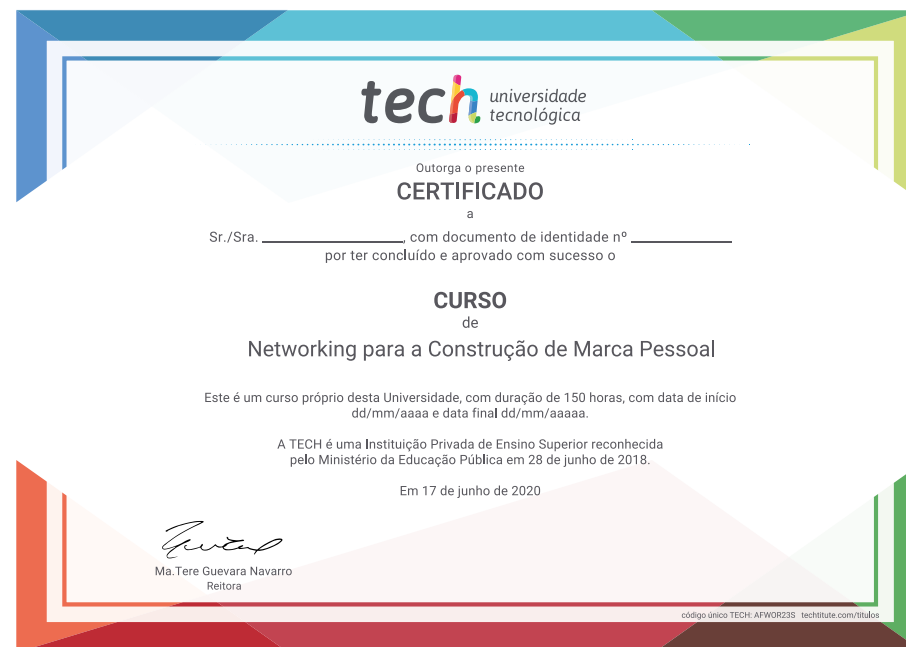 tech universidade
tecnológica
Outorga o presente
CERTIFICADO
a
Sr./Sra. ____________________, com documento de identidade nº ______________
por ter concluído e aprovado com sucesso o
CURSO
de
Networking para a Construção de Marca Pessoal
Este é um curso próprio desta Universidade, com duração de 150 horas, com data de início
dd/mm/aaaa e data final dd/mm/aaaaa.
A TECH é uma Instituição Privada de Ensino Superior reconhecida
pelo Ministério da Educação Pública em 28 de junho de 2018.
Em 17 de junho de 2020
Ma.Tere Guevara Navarro
Reitora
código único TECH: AFWOR23S techtitute.com/títulos